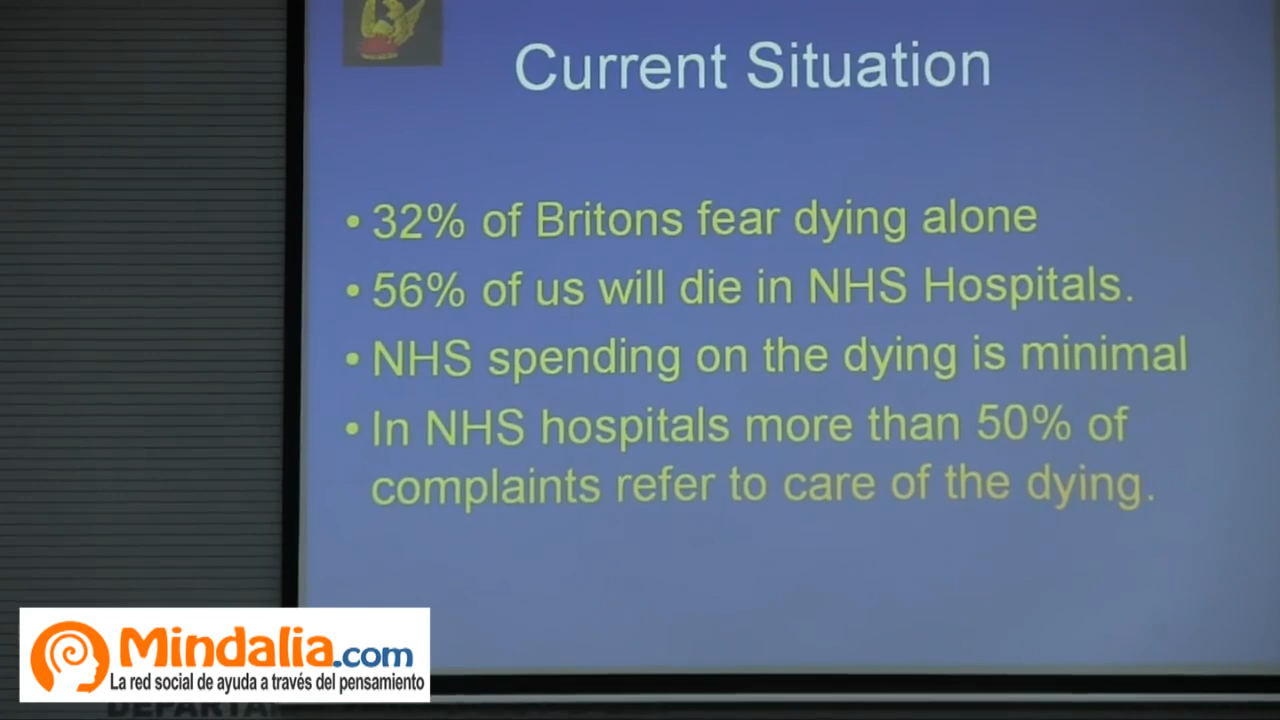 Current Situation
• 32% of Britons fear dying alone
• 56% of us will die in NHS Hospitals.
• NHS spending on the dying is minimal
• In NHS hospitals more than 50% of
complaints refer to care of the dying.
Mindalia.com
La red social de ayuda a través del pensamiento